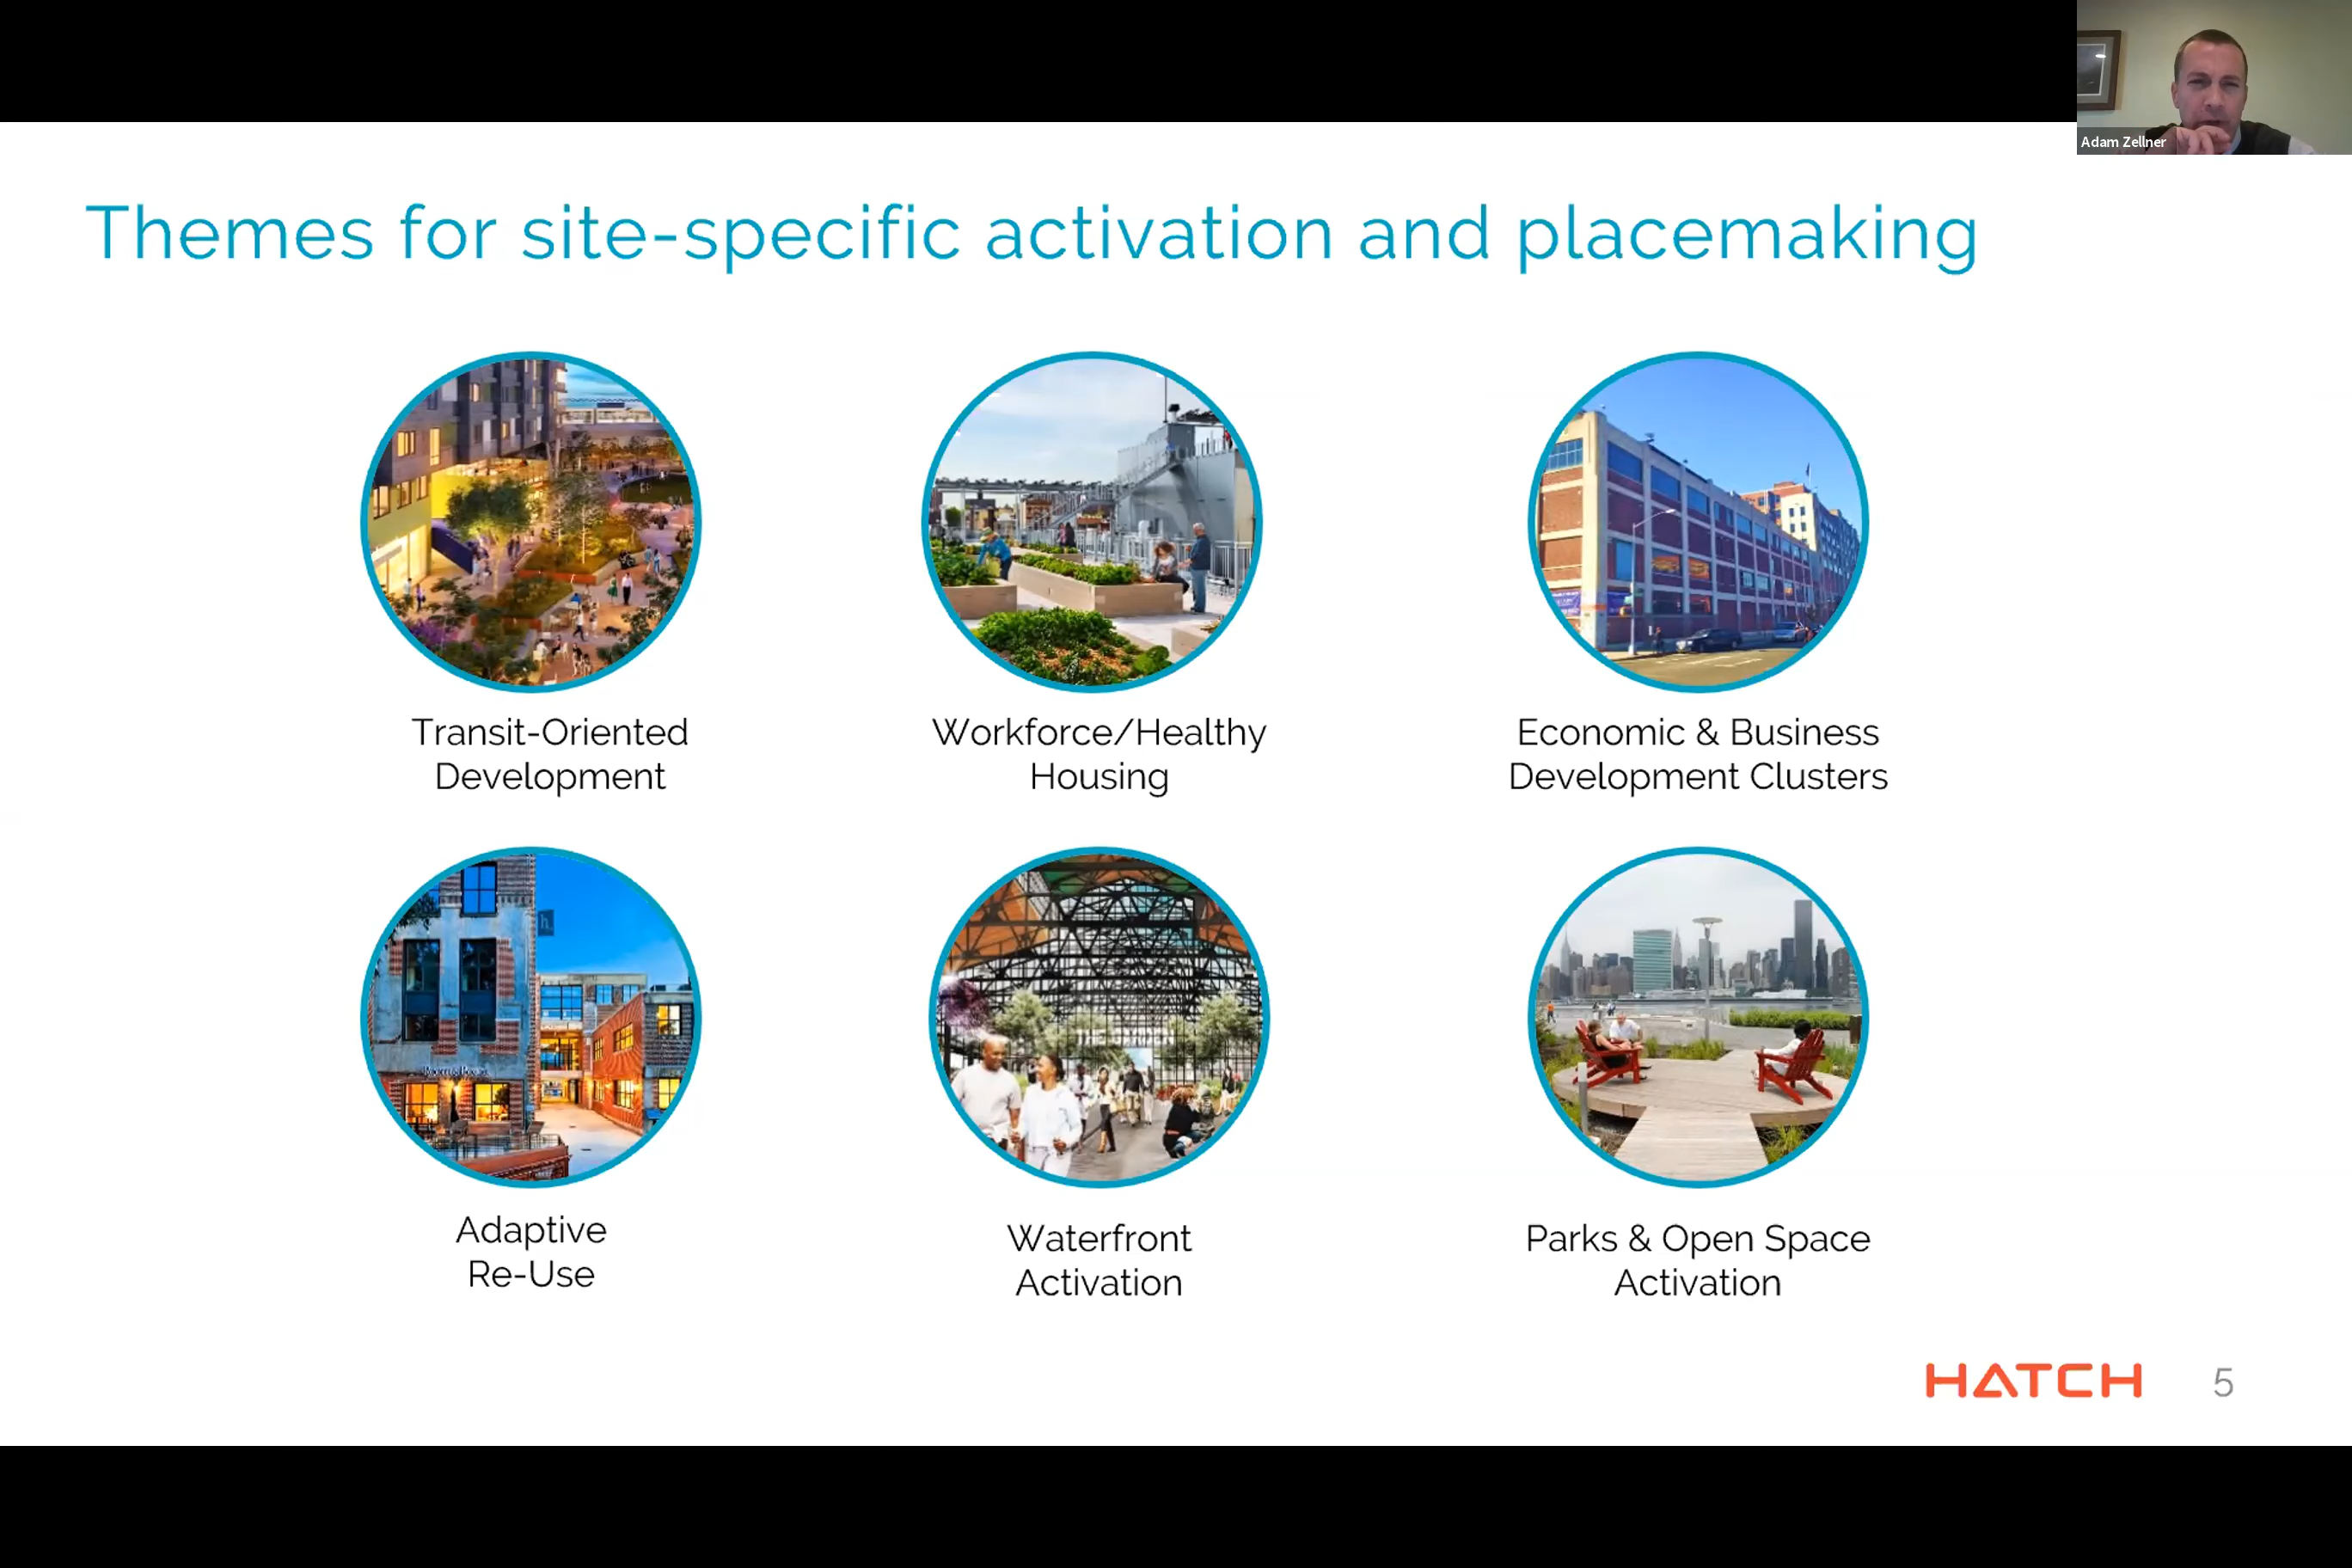 Adam Zellner
Themes for site-specific activation and placemaking
Transit-Oriented
Development
Workforce/Healthy
Housing
Economic & Business
Development Clusters
Adaptive
Re-Use
Waterfront
Activation
Parks & Open Space
Activation
HATCH
5